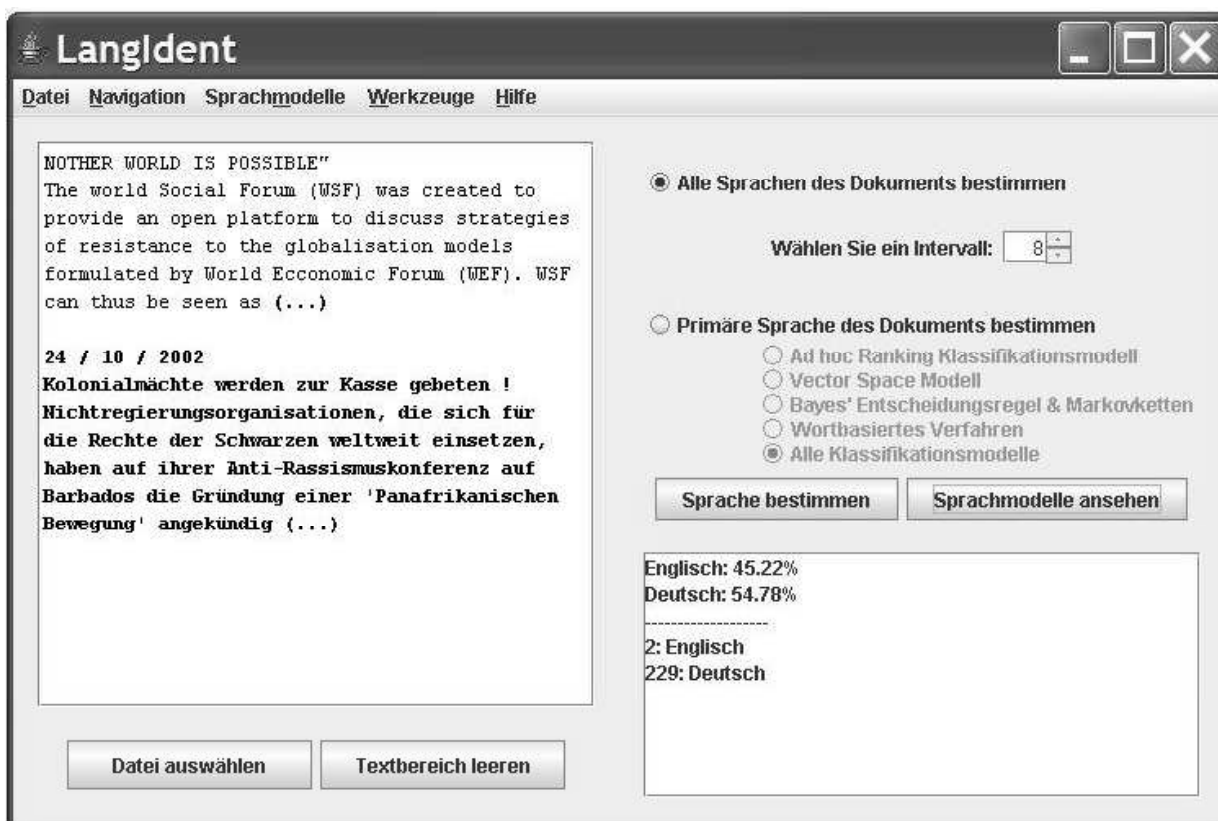 LangIdent
Datei Navigation Sprachmodelle Werkzeuge Hilfe
NOTHER WORLD IS POSSIBLE"
The world Social Forum (WSF) was created to
provide an open platform to discuss strategies
of resistance to the globalisation models
formulated by World Ecconomic Forum (WEF). WSF
can thus be seen as (...)
24 / 10 / 2002
Kolonialmächte werden zur Kasse gebeten !
Nichtregierungsorganisationen, die sich für
die Rechte der Schwarzen weltweit einsetzen,
haben auf ihrer Anti-Rassismuskonferenz auf
Barbados die Gründung einer 'Panafrikanischen
Bewegung' angekündig (...)
Datei auswählen Textbereich leeren
Alle Sprachen des Dokuments bestimmen
Wählen Sie ein Intervall: 8
Primäre Sprache des Dokuments bestimmen
Ad hoc Ranking Klassifikationsmodell
Vector Space Modell
Bayes' Entscheidungsregel & Markovketten
Wortbasiertes Verfahren
Alle Klassifikationsmodelle
Sprache bestimmen Sprachmodelle ansehen
Englisch: 45.22%
Deutsch: 54.78%
-------------------
2: Englisch
229: Deutsch